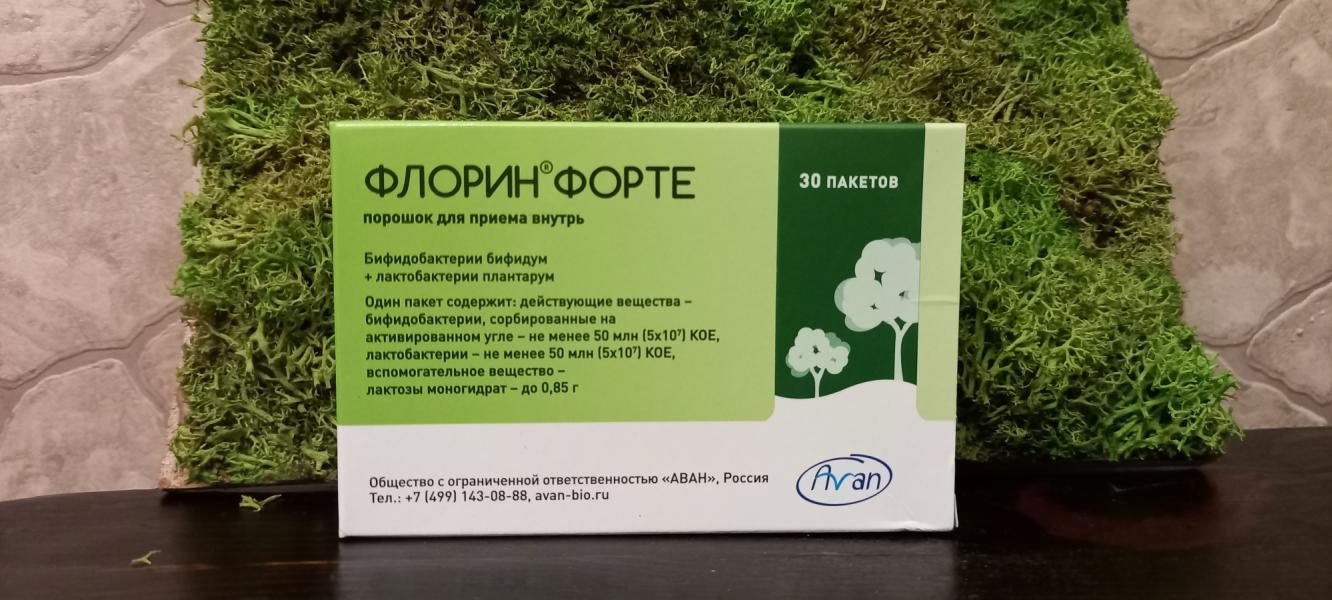 ФЛОРИН® ФОРТЕ
порошок для приема внутрь
30 ПАКЕТОВ
Бифидобактерии бифидум
+ лактобактерии плантарум
Один пакет содержит: действующие вещества –
бифидобактерии, сорбированные на
активированном угле – не менее 50 млн (5x10⁷) КОЕ,
лактобактерии – не менее 50 млн (5x10⁷) КОЕ,
вспомогательное вещество –
лактозы моногидрат – до 0,85 г
Общество с ограниченной ответственностью «АВАН», Россия
Тел.: +7 (499) 143-08-88, avan-bio.ru
Avan